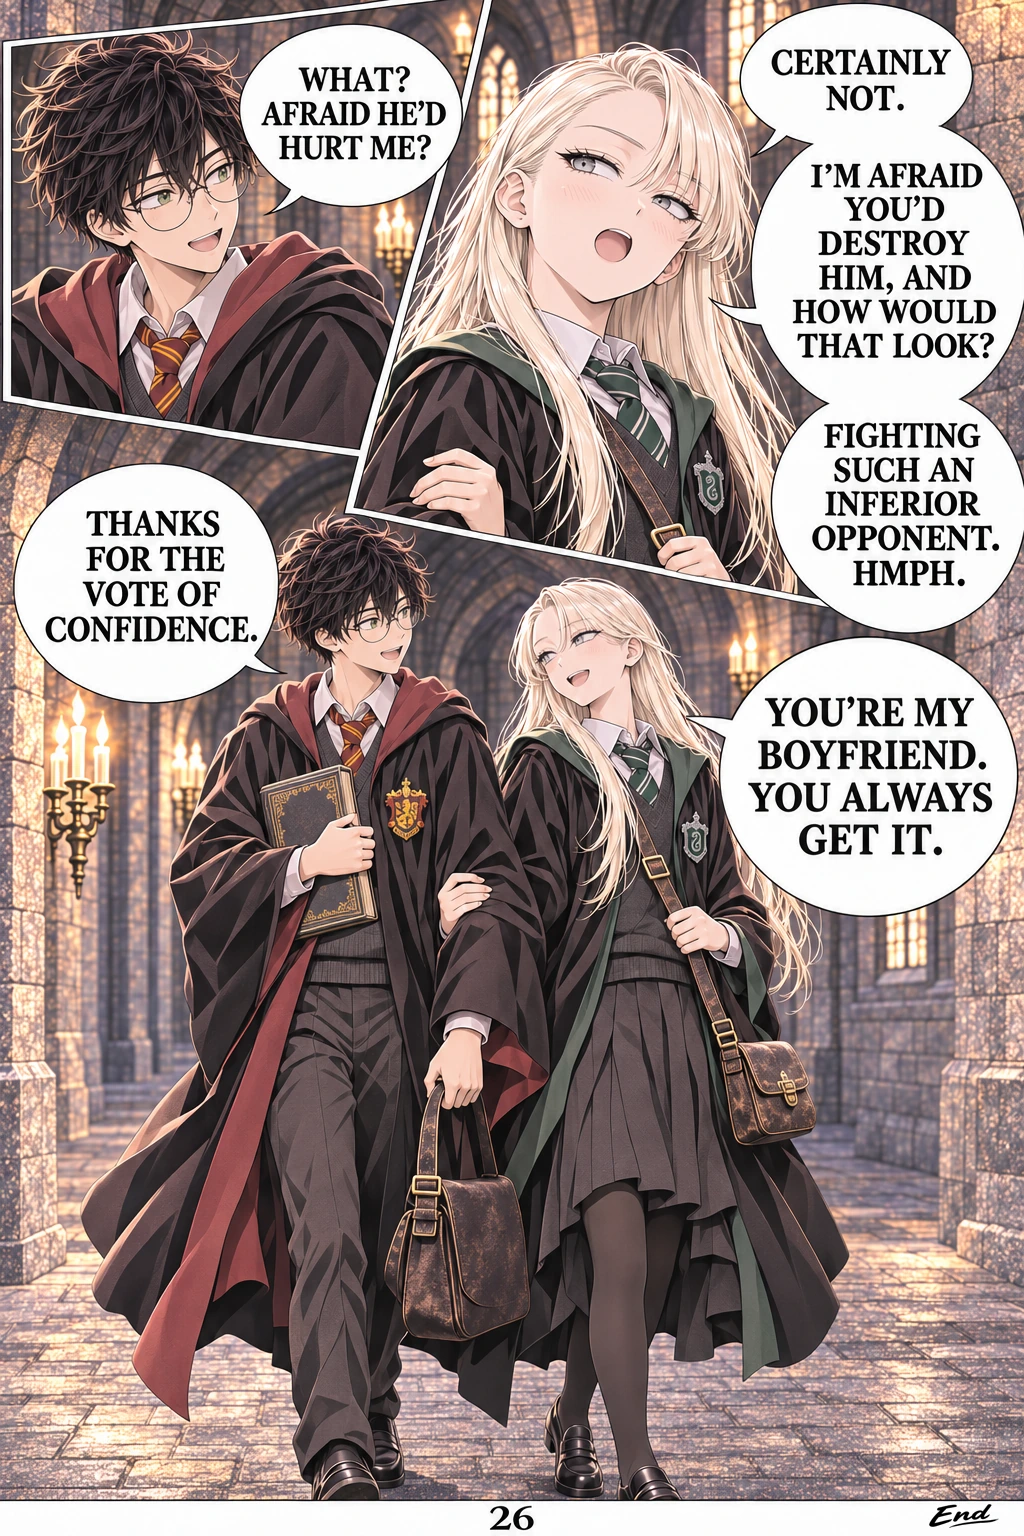 WHAT?
AFRAID HE'D
HURT ME?
CERTAINLY
NOT.
I'M AFRAID
YOU'D
DESTROY
HIM, AND
HOW WOULD
THAT LOOK?
FIGHTING
SUCH AN
INFERIOR
OPPONENT.
HMPH.
THANKS
FOR THE
VOTE OF
CONFIDENCE.
YOU'RE MY
BOYFRIEND.
YOU ALWAYS
GET IT.
26
End